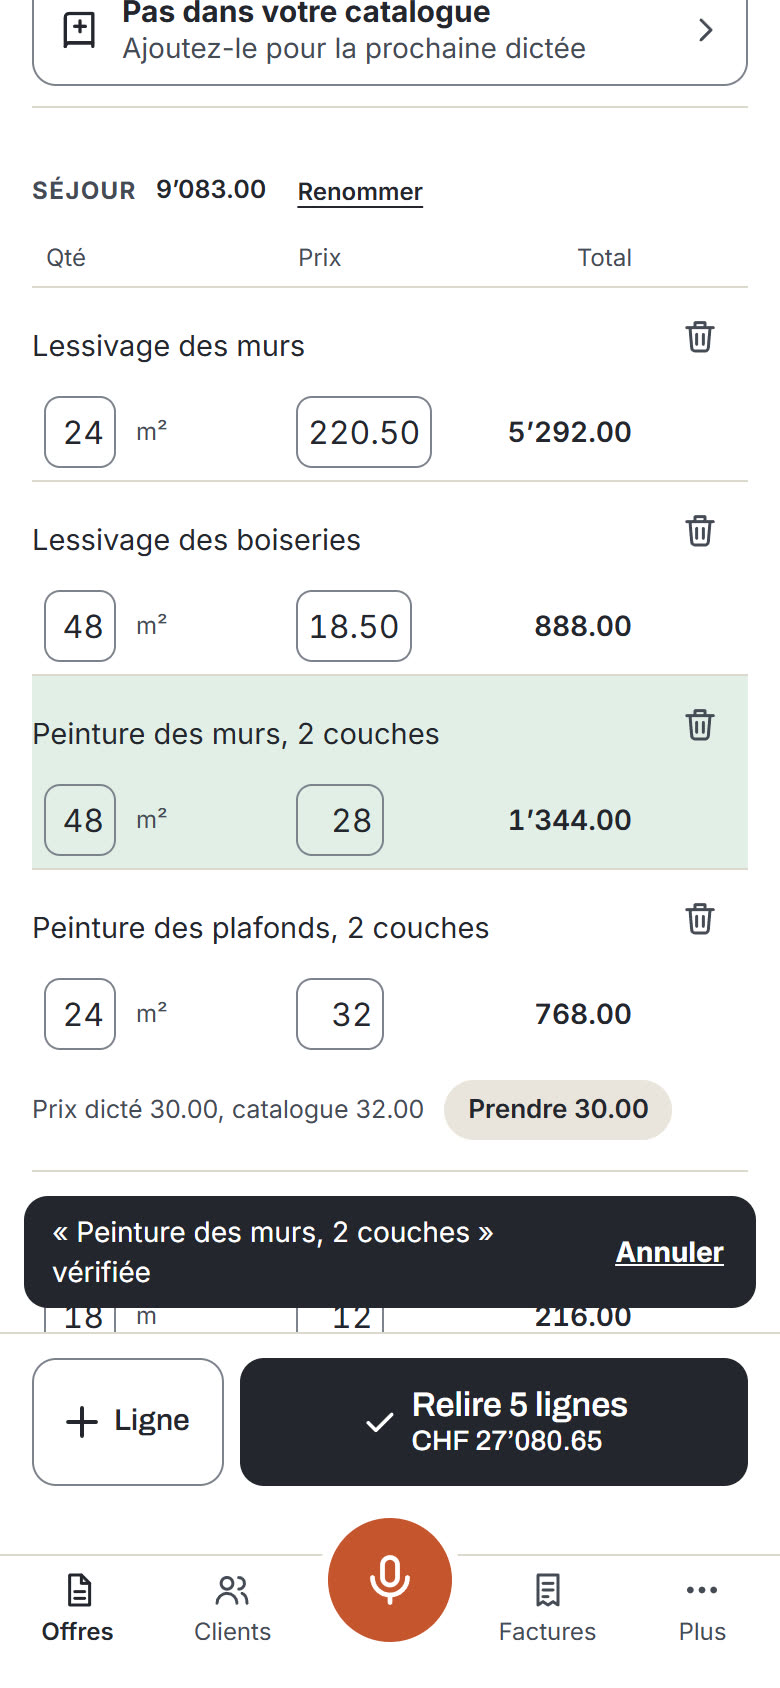 Pas dans votre catalogue
Ajoutez-le pour la prochaine dictée
SÉJOUR 9’083.00 Renommer
Qté Prix Total
Lessivage des murs
24 m² 220.50 5’292.00
Lessivage des boiseries
48 m² 18.50 888.00
Peinture des murs, 2 couches
48 m² 28 1’344.00
Peinture des plafonds, 2 couches
24 m² 32 768.00
Prix dicté 30.00, catalogue 32.00 Prendre 30.00
« Peinture des murs, 2 couches »
vérifiée
Annuler
18 m 12 216.00
Ligne
Relire 5 lignes
CHF 27’080.65
Offres Clients Factures Plus